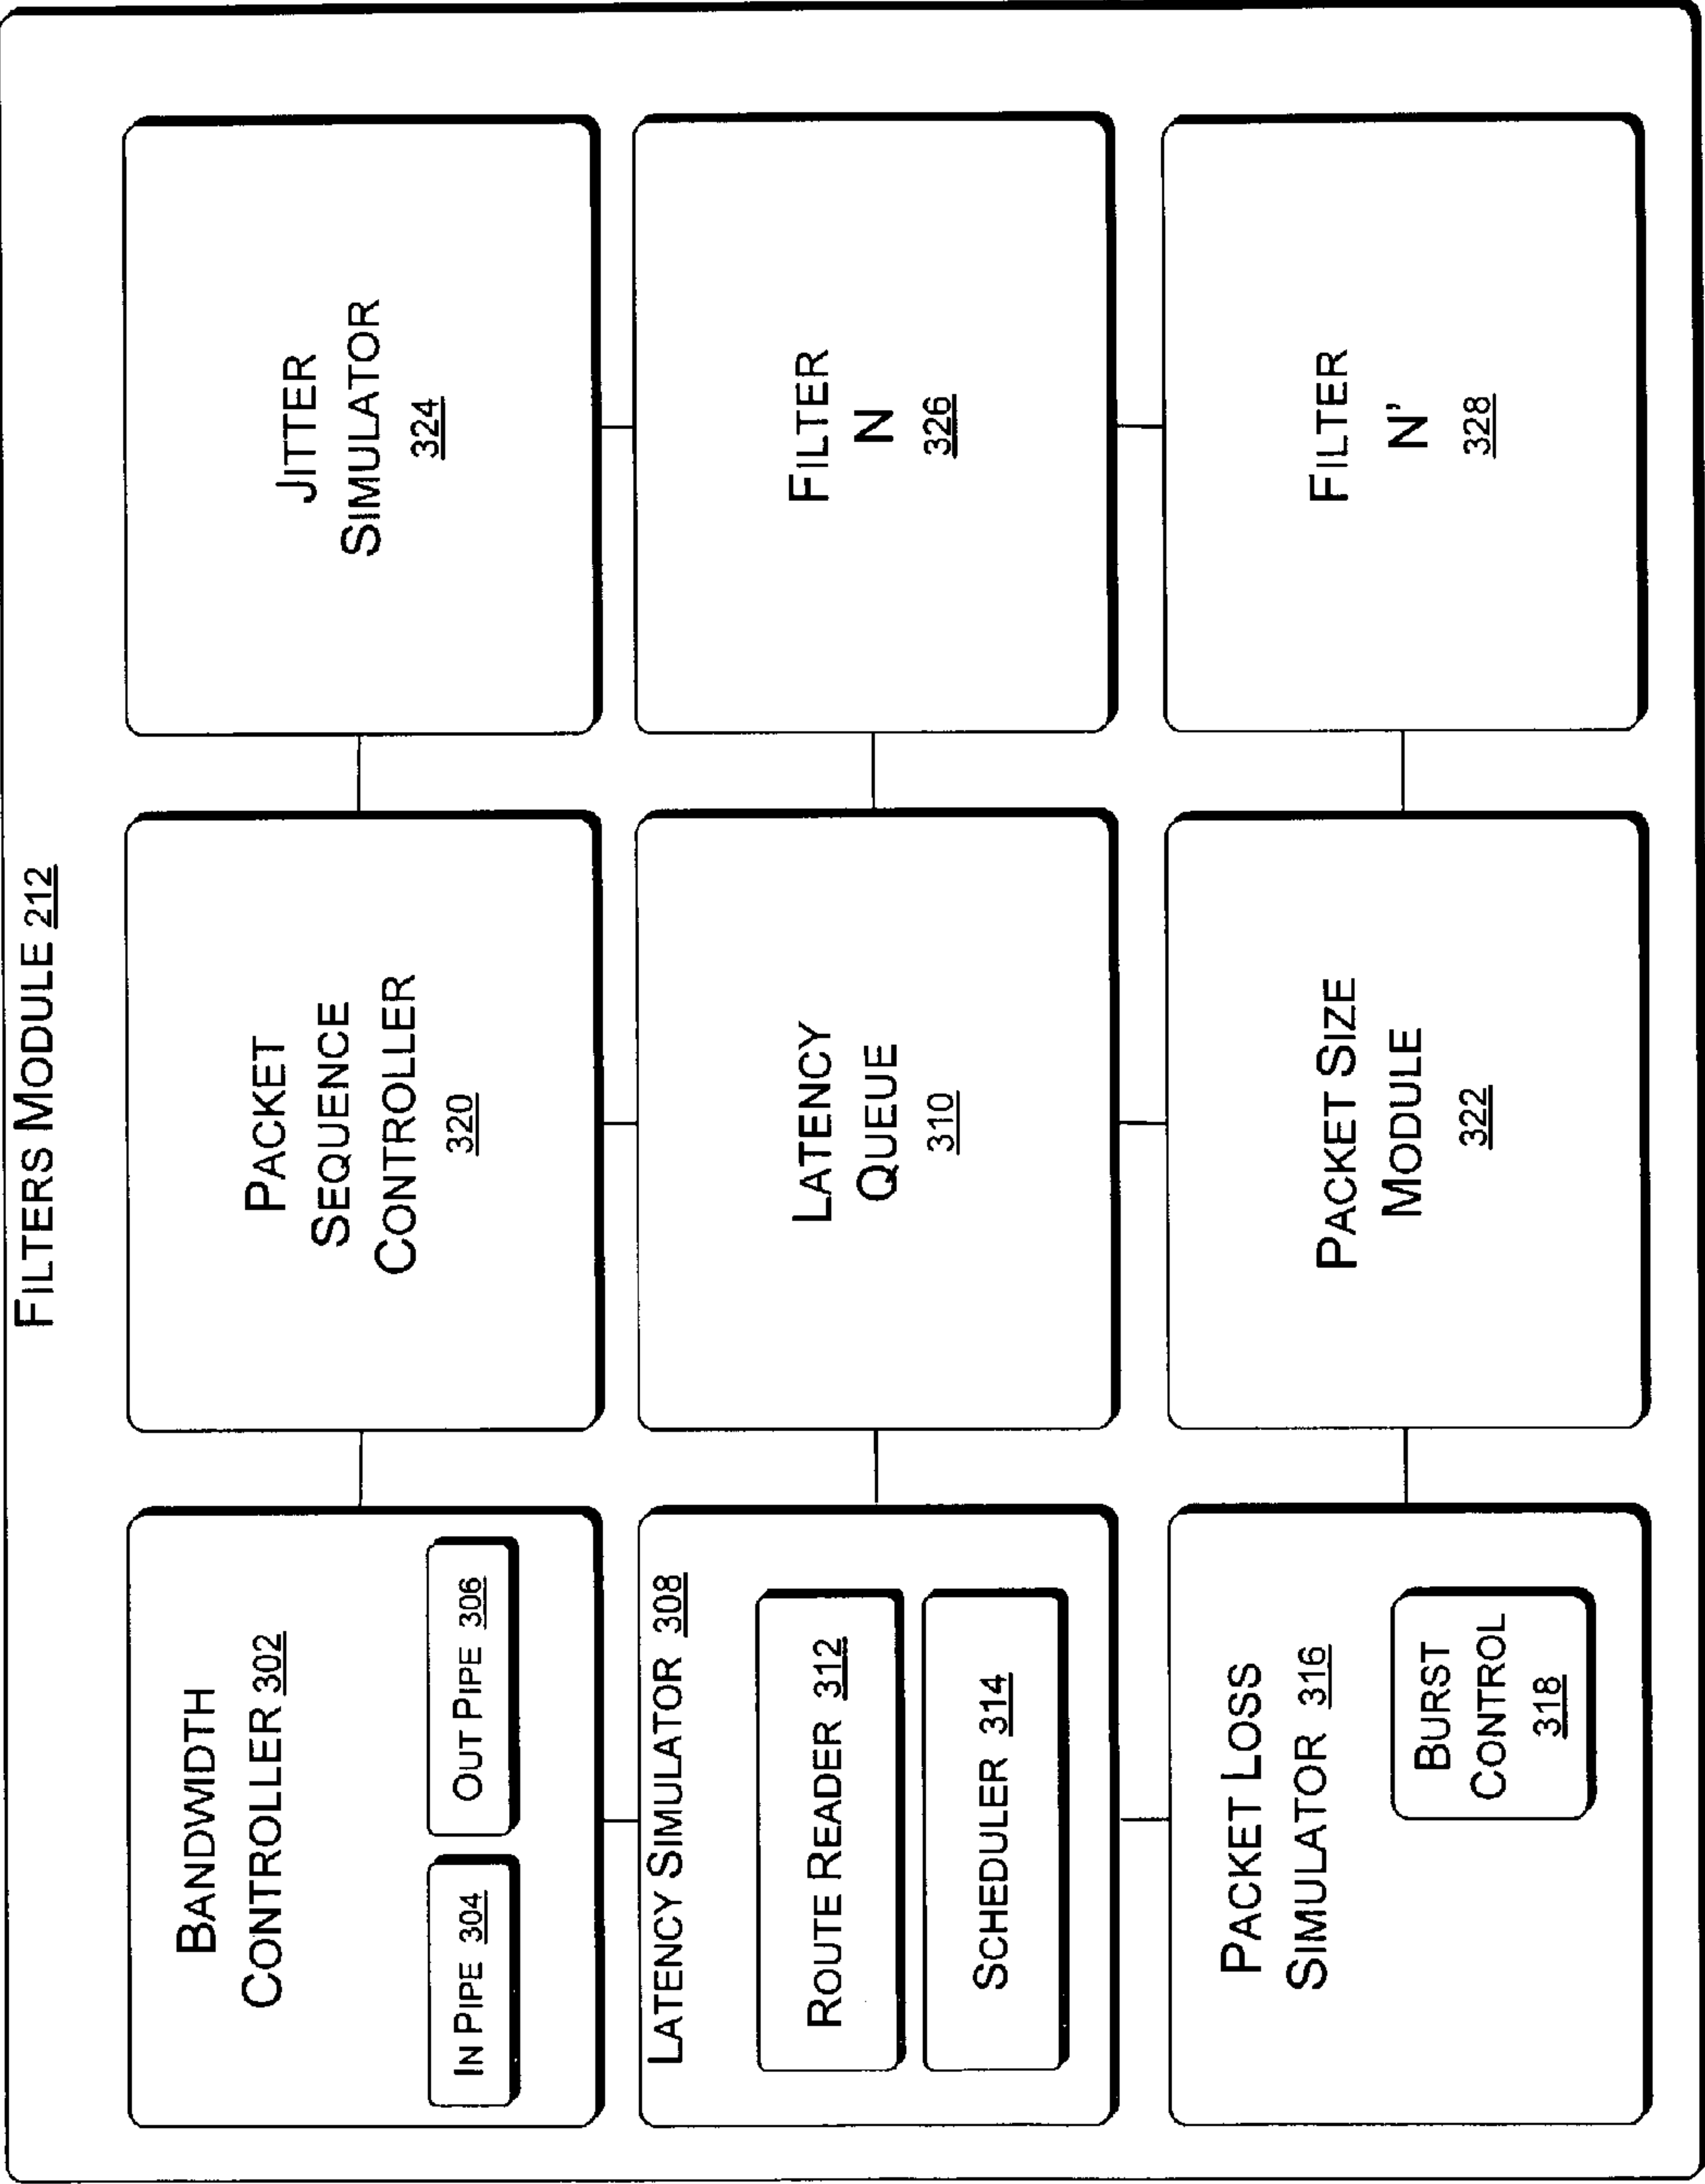 FILTERS MODULE 212
BANDWIDTH
CONTROLLER 302
IN PIPE 304
OUT PIPE 306
PACKET
SEQUENCE
CONTROLLER
320
JITTER
SIMULATOR
324
LATENCY SIMULATOR 308
ROUTE READER 312
SCHEDULER 314
LATENCY
QUEUE
310
FILTER
N
326
PACKET LOSS
SIMULATOR 316
BURST
CONTROL
318
PACKET SIZE
MODULE
322
FILTER
N'
328